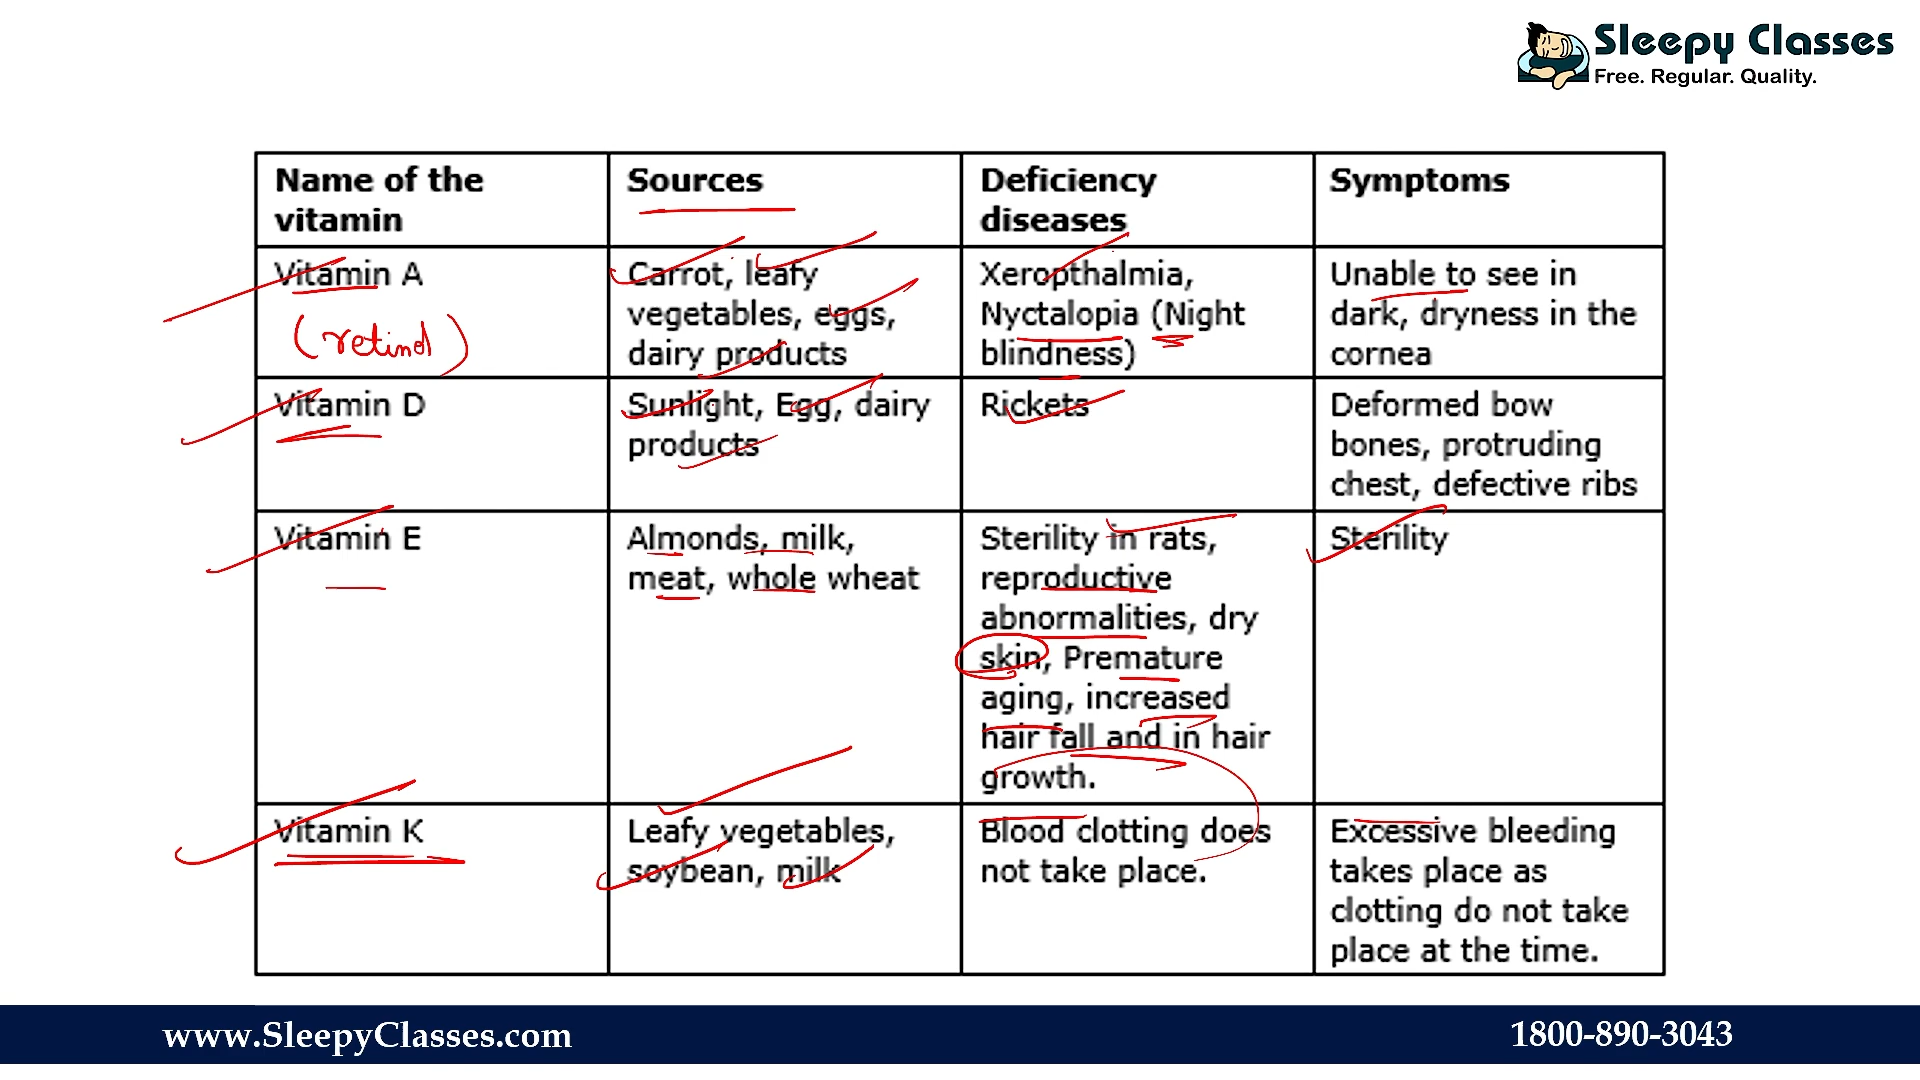 Sleepy Classes
Free. Regular. Quality.
Name of the
vitamin
Sources
Deficiency
diseases
Symptoms
Vitamin A
(retinol)
Carrot, leafy
vegetables, eggs,
dairy products
Xeropthalmia,
Nyctalopia (Night
blindness)
Unable to see in
dark, dryness in the
cornea
Vitamin D
Sunlight, Egg, dairy
products
Rickets
Deformed bow
bones, protruding
chest, defective ribs
Vitamin E
Almonds, milk,
meat, whole wheat
Sterility in rats,
reproductive
abnormalities, dry
skin, Premature
aging, increased
hair fall and in hair
growth.
Sterility
Vitamin K
Leafy vegetables,
soybean, milk
Blood clotting does
not take place.
Excessive bleeding
takes place as
clotting do not take
place at the time.
www.SleepyClasses.com
1800-890-3043